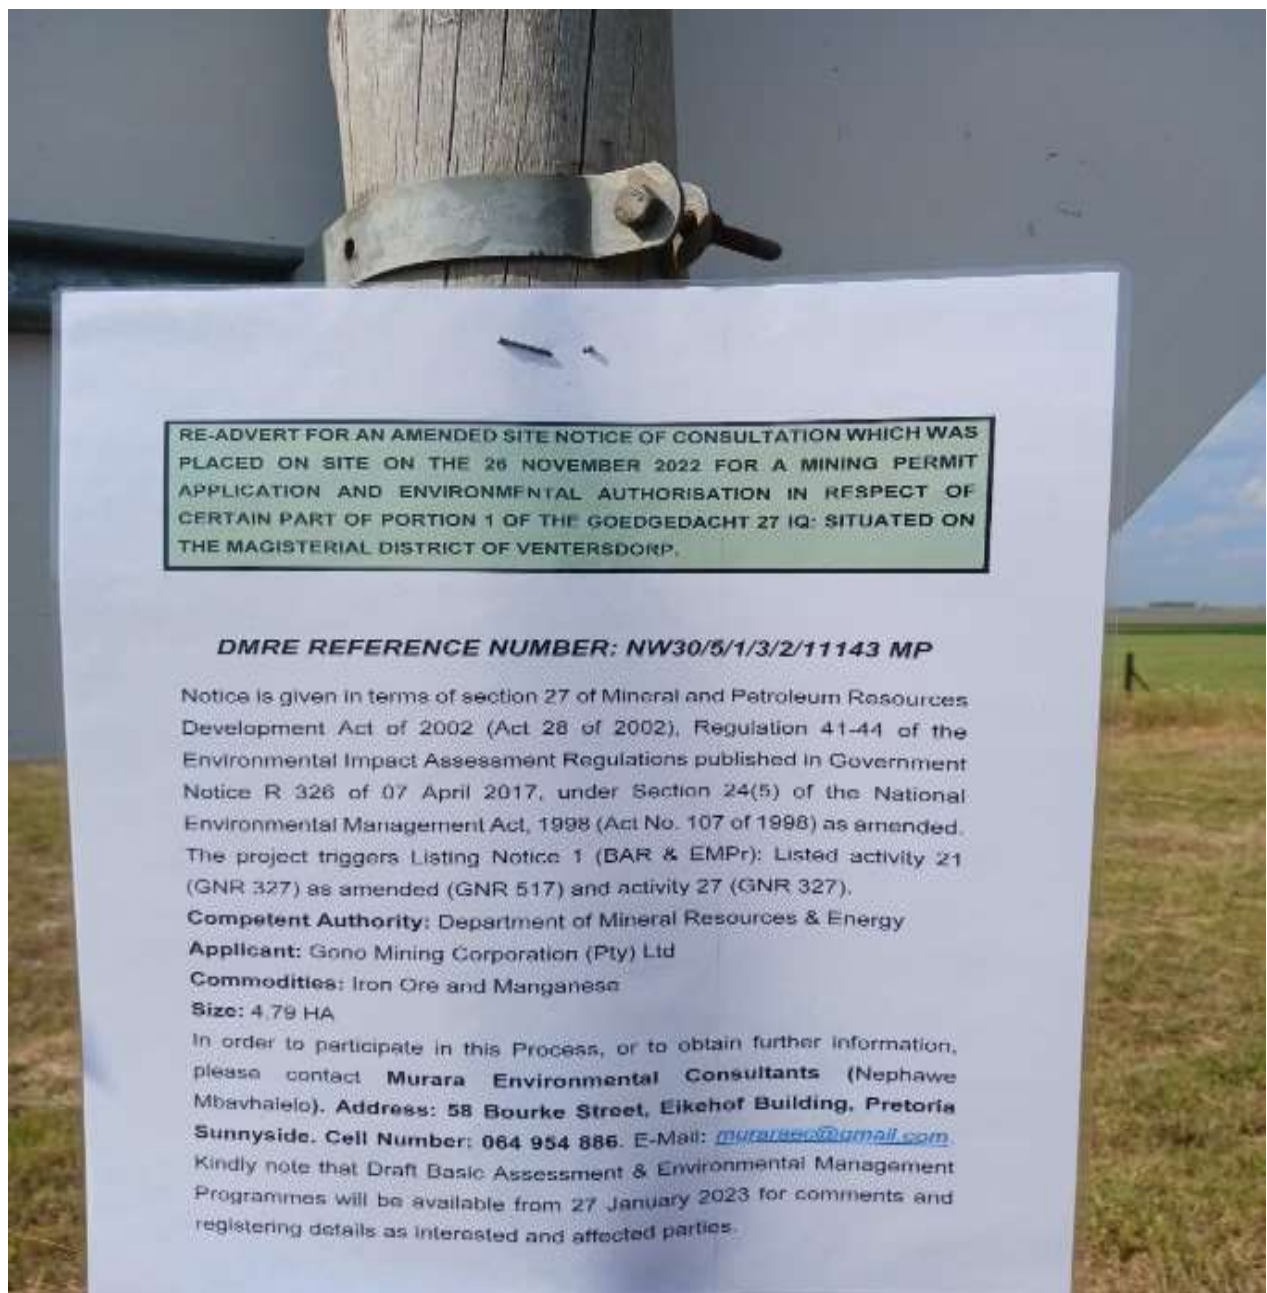 RE-ADVERT FOR AN AMENDED SITE NOTICE OF CONSULTATION WHICH WAS
PLACED ON SITE ON THE 26 NOVEMBER 2022 FOR A MINING PERMIT
APPLICATION AND ENVIRONMENTAL AUTHORISATION IN RESPECT OF
CERTAIN PART OF PORTION 1 OF THE GOEDGEDACHT 27 IQ: SITUATED ON
THE MAGISTERIAL DISTRICT OF VENTERSDORP.
DMRE REFERENCE NUMBER: NW30/5/1/3/2/11143 MP
Notice is given in terms of section 27 of Mineral and Petroleum Resources
Development Act of 2002 (Act 28 of 2002), Regulation 41-44 of the
Environmental Impact Assessment Regulations published in Government
Notice R 326 of 07 April 2017, under Section 24(5) of the National
Environmental Management Act, 1998 (Act No. 107 of 1998) as amended.
The project triggers Listing Notice 1 (BAR & EMPr): Listed activity 21
(GNR 327) as amended (GNR 517) and activity 27 (GNR 327).
Competent Authority: Department of Mineral Resources & Energy
Applicant: Gono Mining Corporation (Pty) Ltd
Commodities: Iron Ore and Manganese
Size: 4.79 HA
In order to participate in this Process, or to obtain further information,
please contact Murara Environmental Consultants (Nephawe
Mbavhalelo). Address: 58 Bourke Street, Eikehof Building, Pretoria
Sunnyside. Cell Number: 064 954 886. E-Mail: muraraec@gmail.com.
Kindly note that Draft Basic Assessment & Environmental Management
Programmes will be available from 27 January 2023 for comments and
registering details as interested and affected parties.